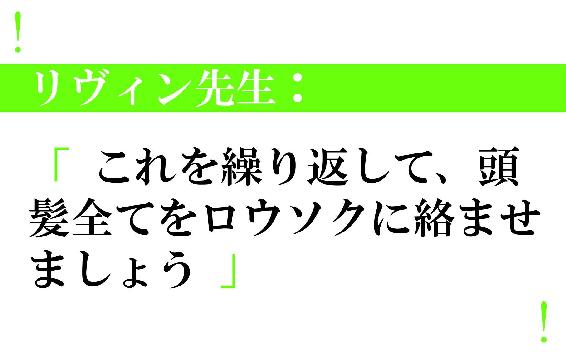 ！
リヴィン先生：
「 これを繰り返して、頭
髪全てをロウソクに絡ませ
ましょう 」
！